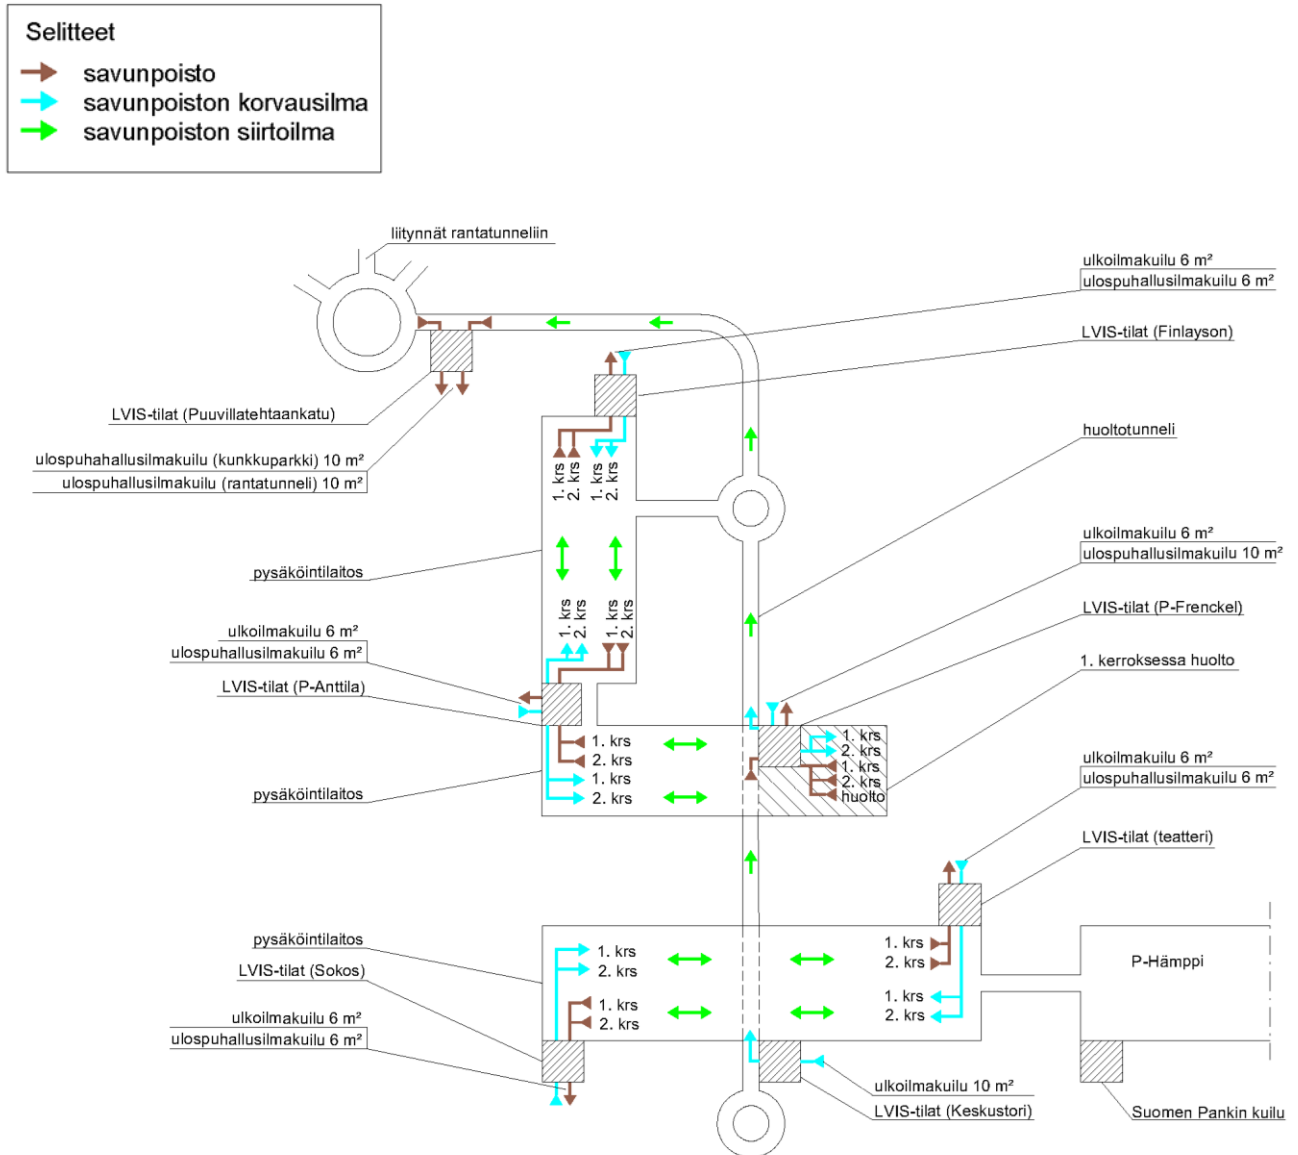 Selitteet
savunpoisto
savunpoiston korvausilma
savunpoiston siirtoilma
liitynnät rantatunneliin
ulkoilmakuilu 6 m²
ulospuhallusilmakuilu 6 m²
LVIS-tilat (Finlayson)
LVIS-tilat (Puuvillatehtaankatu)
huoltotunneli
ulospuhahallusilmakuilu (kunkkuparkki) 10 m²
ulospuhallusilmakuilu (rantatunneli) 10 m²
1. krs
2. krs
1. krs
2. krs
ulkoilmakuilu 6 m²
ulospuhallusilmakuilu 10 m²
pysäköintilaitos
LVIS-tilat (P-Frenckel)
1. krs
2. krs
1. krs
2. krs
ulkoilmakuilu 6 m²
ulospuhallusilmakuilu 6 m²
1. kerroksessa huolto
LVIS-tilat (P-Anttila)
1. krs
2. krs
1. krs
2. krs
1. krs
2. krs
1. krs
2. krs
huolto
ulkoilmakuilu 6 m²
ulospuhallusilmakuilu 6 m²
pysäköintilaitos
LVIS-tilat (teatteri)
pysäköintilaitos
LVIS-tilat (Sokos)
1. krs
2. krs
1. krs
2. krs
1. krs
2. krs
1. krs
2. krs
P-Hämppi
ulkoilmakuilu 6 m²
ulospuhallusilmakuilu 6 m²
ulkoilmakuilu 10 m²
LVIS-tilat (Keskustori)
Suomen Pankin kuilu